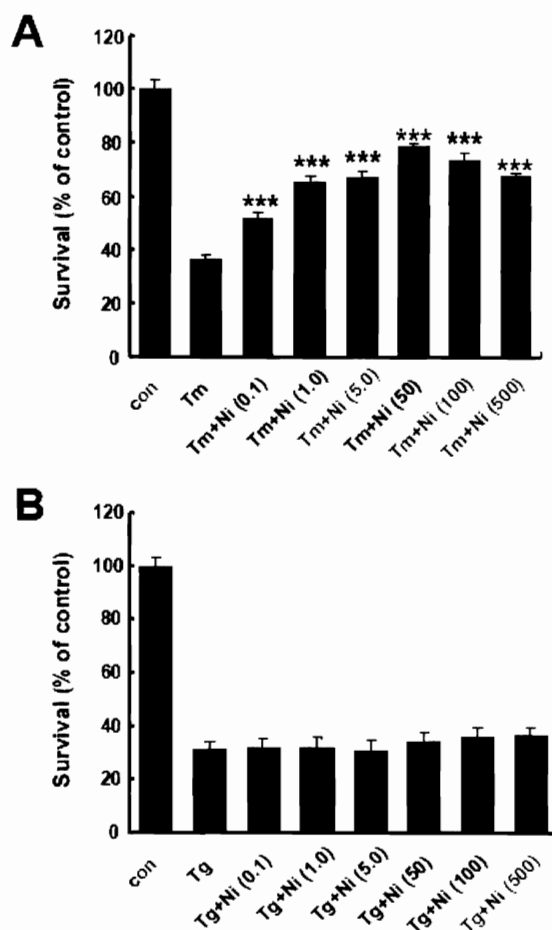 A
Survival (% of control)
120
100
80
60
40
20
0
***
***
***
***
***
***
con
Tm
Tm+Ni (0.1)
Tm+Ni (1.0)
Tm+Ni (5.0)
Tm+Ni (50)
Tm+Ni (100)
Tm+Ni (500)
B
Survival (% of control)
120
100
80
60
40
20
0
con
Tg
Tg+Ni (0.1)
Tg+Ni (1.0)
Tg+Ni (5.0)
Tg+Ni (50)
Tg+Ni (100)
Tg+Ni (500)